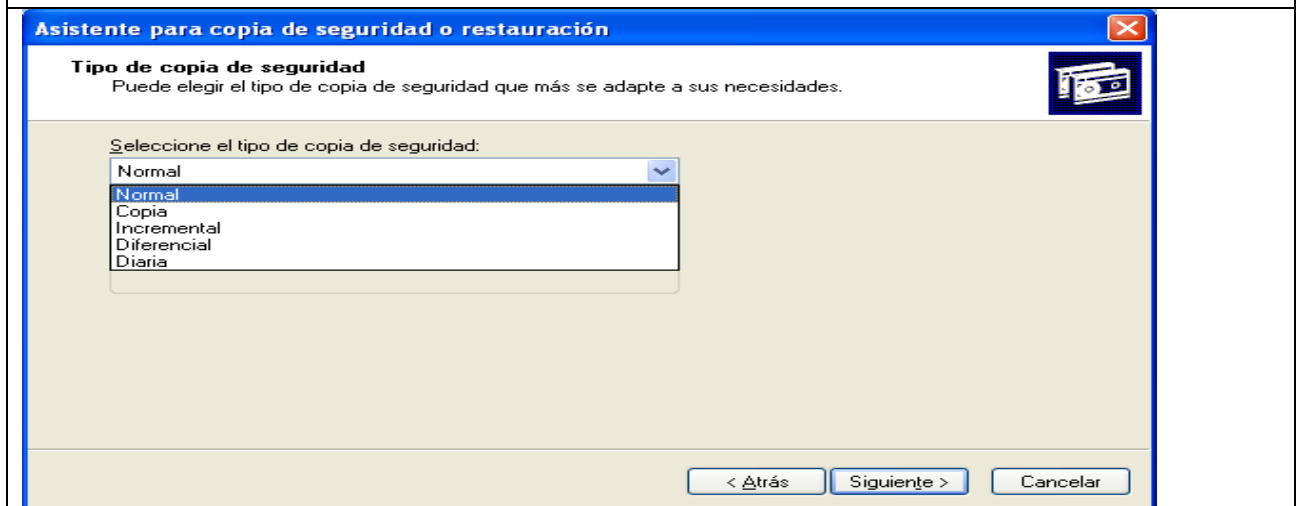 Asistente para copia de seguridad o restauración
Tipo de copia de seguridad
Puede elegir el tipo de copia de seguridad que más se adapte a sus necesidades.
Seleccione el tipo de copia de seguridad:
Normal
Normal
Copia
Incremental
Diferencial
Diaria
< Atrás
Siguiente >
Cancelar